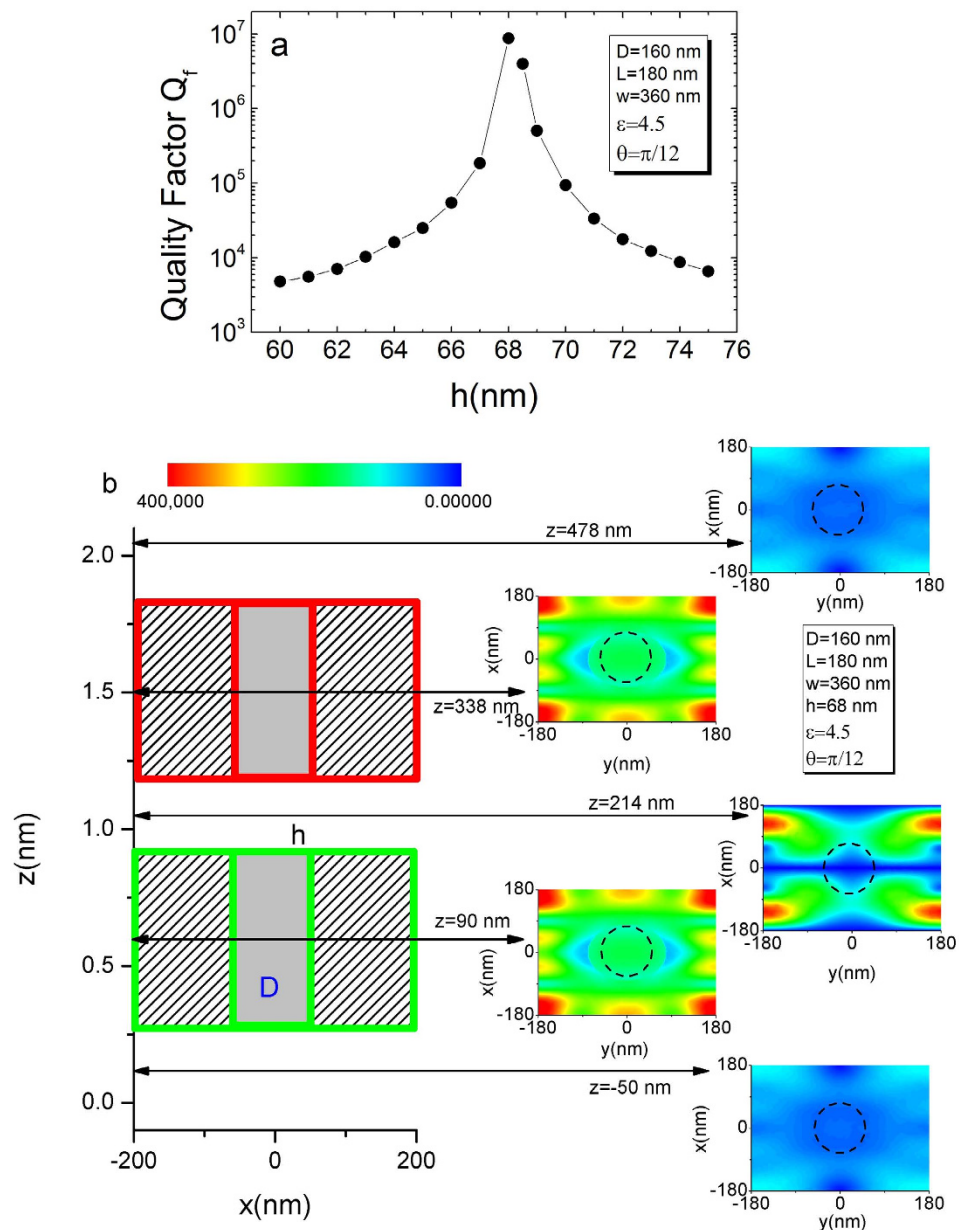 a
Quality Factor Q_f
10^7
10^6
10^5
10^4
10^3
D=160 nm
L=180 nm
w=360 nm
ε=4.5
θ=π/12
60 62 64 66 68 70 72 74 76
h(nm)
b
400,000 0.00000
z(nm)
2.0
1.5
1.0
0.5
0.0
-200 0 200
x(nm)
h
D
z=478 nm
x(nm)
180
0
-180
-180 0 180
y(nm)
z=338 nm
x(nm)
180
0
-180
-180 0 180
y(nm)
D=160 nm
L=180 nm
w=360 nm
h=68 nm
ε=4.5
θ=π/12
z=214 nm
x(nm)
180
0
-180
-180 0 180
y(nm)
z=90 nm
x(nm)
180
0
-180
-180 0 180
y(nm)
z=-50 nm
x(nm)
180
0
-180
-180 0 180
y(nm)